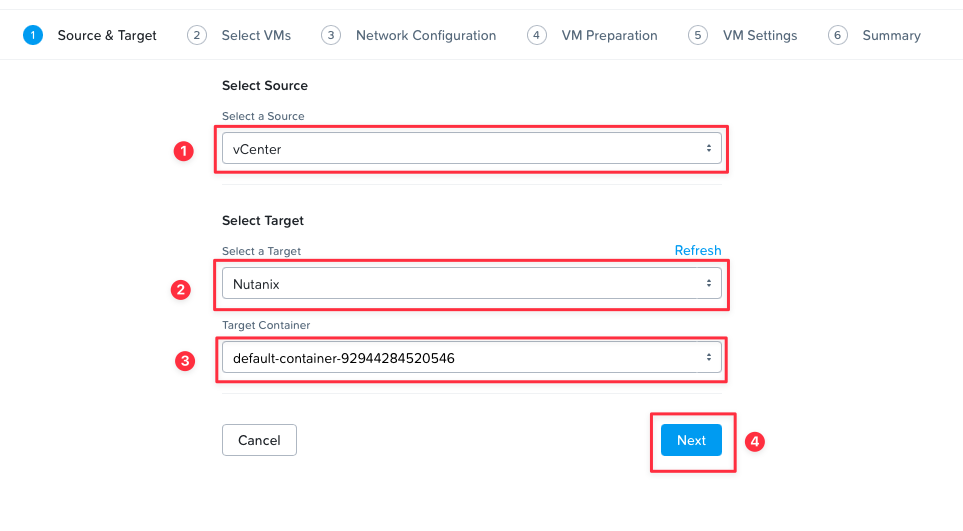 1 Source & Target 2 Select VMs 3 Network Configuration 4 VM Preparation 5 VM Settings 6 Summary
Select Source
Select a Source
1 vCenter
Select Target
Select a Target Refresh
2 Nutanix
Target Container
3 default-container-92944284520546
Cancel Next 4